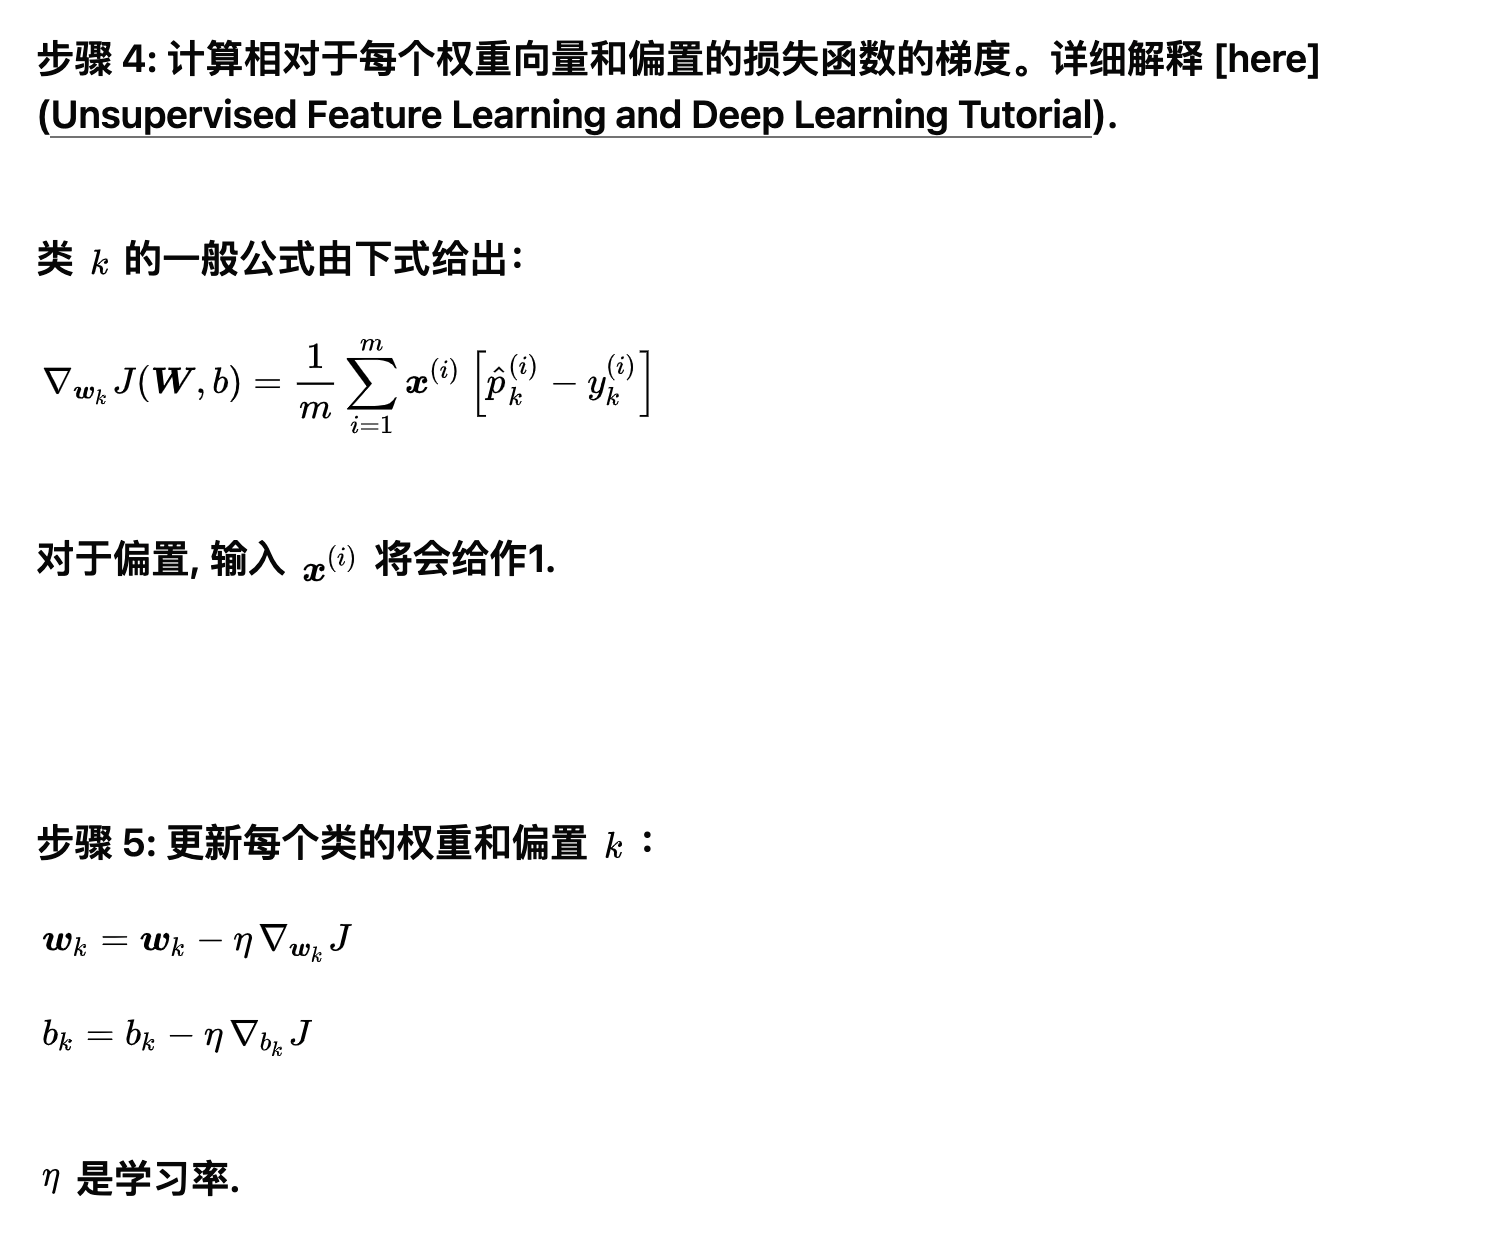 步骤 4: 计算相对于每个权重向量和偏置的损失函数的梯度。详细解释 [here]
(Unsupervised Feature Learning and Deep Learning Tutorial).
类 k 的一般公式由下式给出：
$\nabla_{\boldsymbol{w}_k} J(\boldsymbol{W}, b) = \frac{1}{m} \sum_{i=1}^{m} \boldsymbol{x}^{(i)} \left[ \hat{p}_k^{(i)} - y_k^{(i)} \right]$
对于偏置, 输入 $\boldsymbol{x}^{(i)}$ 将会给作1.
步骤 5: 更新每个类的权重和偏置 k ：
$\boldsymbol{w}_k = \boldsymbol{w}_k - \eta \nabla_{\boldsymbol{w}_k} J$
$b_k = b_k - \eta \nabla_{b_k} J$
η 是学习率.